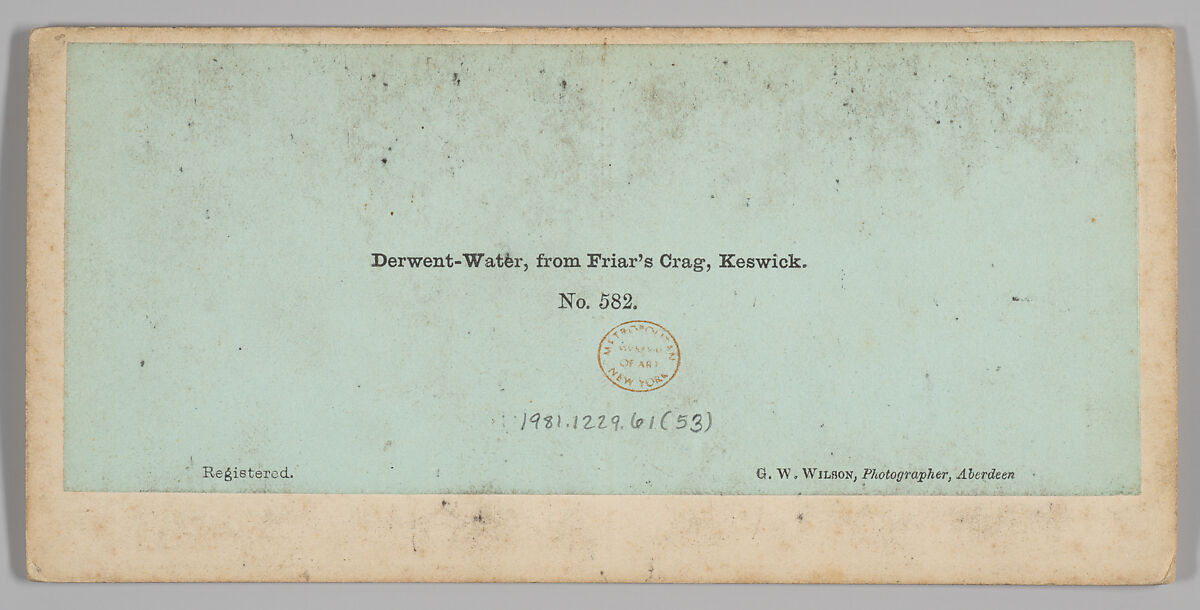 Derwent-Water, from Friar's Crag, Keswick.
No. 582.
METROPOLITAN
MUSEUM
OF ART
NEW YORK
1981.1229.61(53)
Registered.
G. W. WILSON, Photographer, Aberdeen